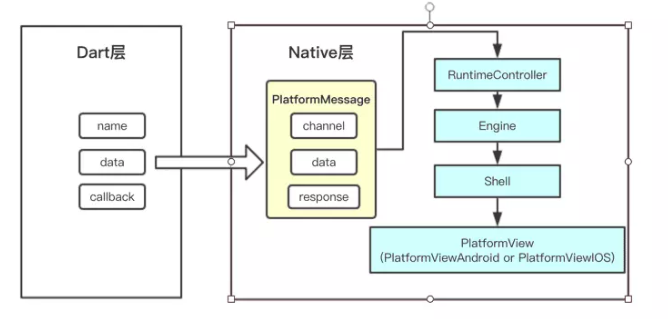 Dart层
name
data
callback
Native层
PlatformMessage
channel
data
response
RuntimeController
Engine
Shell
PlatformView
（PlatformViewAndroid or PlatformViewIOS）